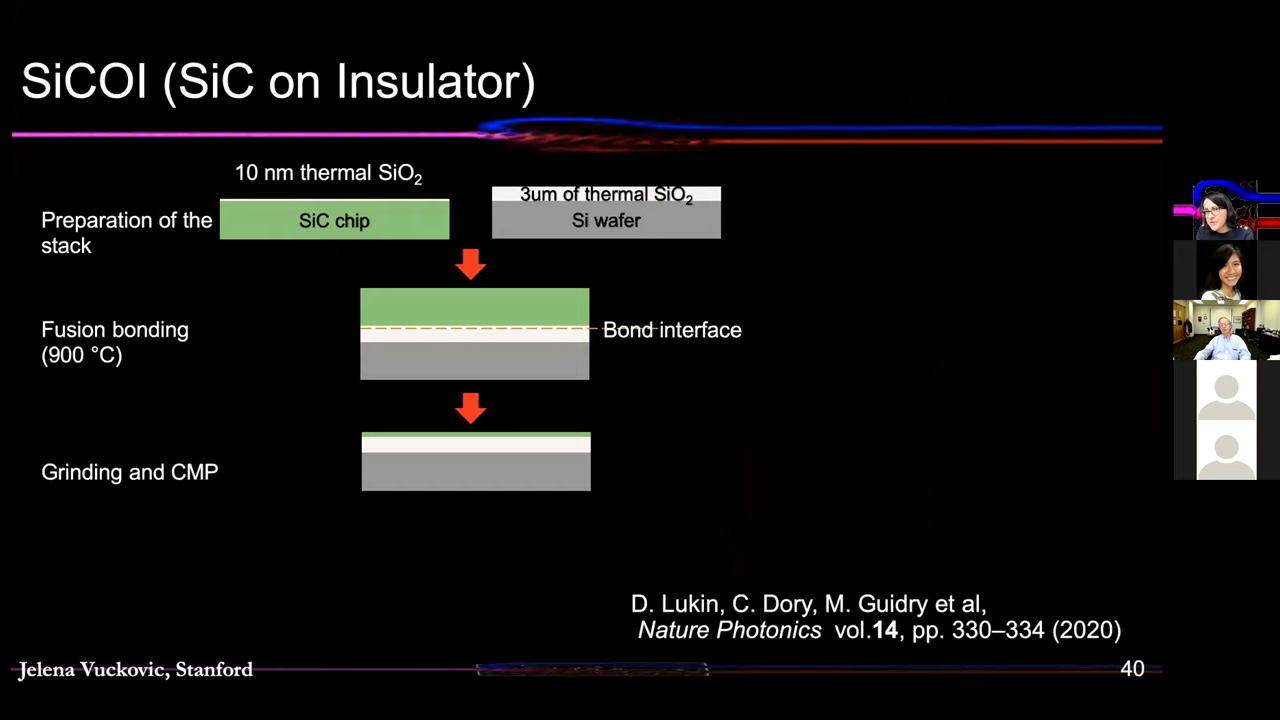 SiCOI (SiC on Insulator)
10 nm thermal SiO₂
3um of thermal SiO₂
Preparation of the
stack
SiC chip
Si wafer
Fusion bonding
(900 °C)
Bond interface
Grinding and CMP
D. Lukin, C. Dory, M. Guidry et al,
Nature Photonics vol.14, pp. 330–334 (2020)
Jelena Vuckovic, Stanford
40